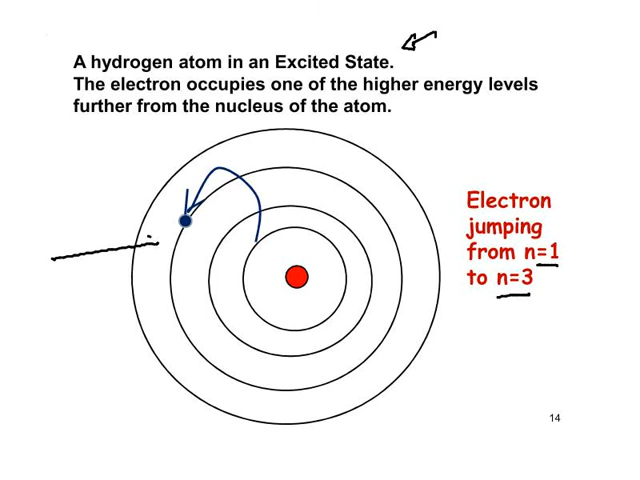 A hydrogen atom in an Excited State.
The electron occupies one of the higher energy levels
further from the nucleus of the atom.
Electron
jumping
from n=1
to n=3
14